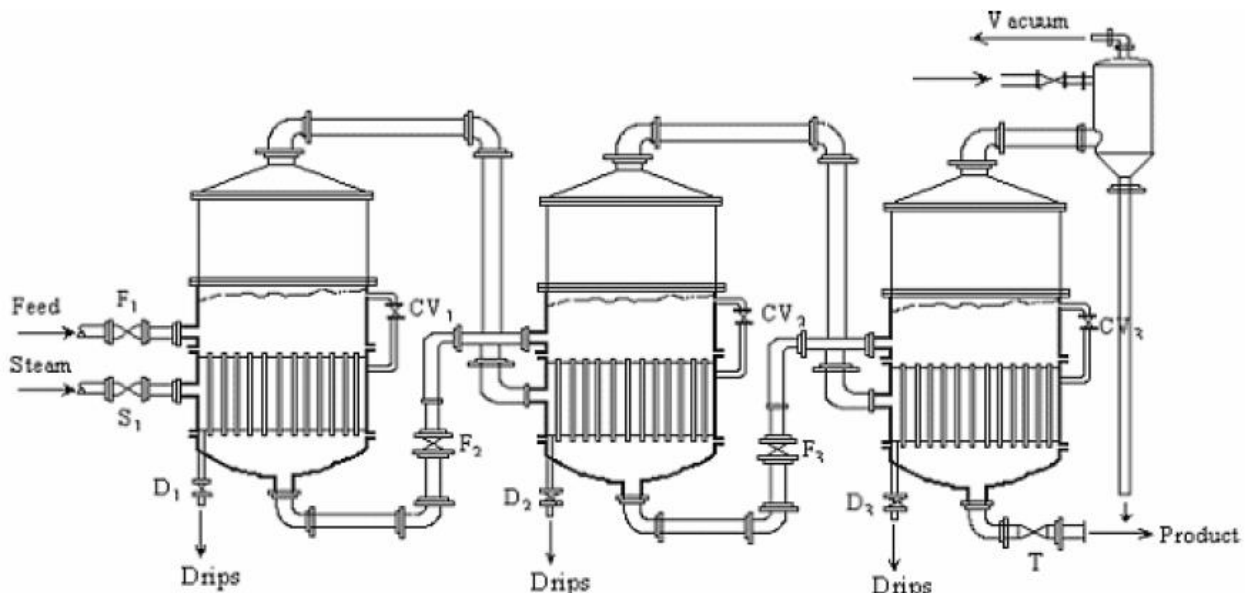 Vacuum
Feed
F1
CV1
CV2
CV3
Steam
S1
F2
F3
D1
D2
D3
Drips
Drips
Drips
T
Product